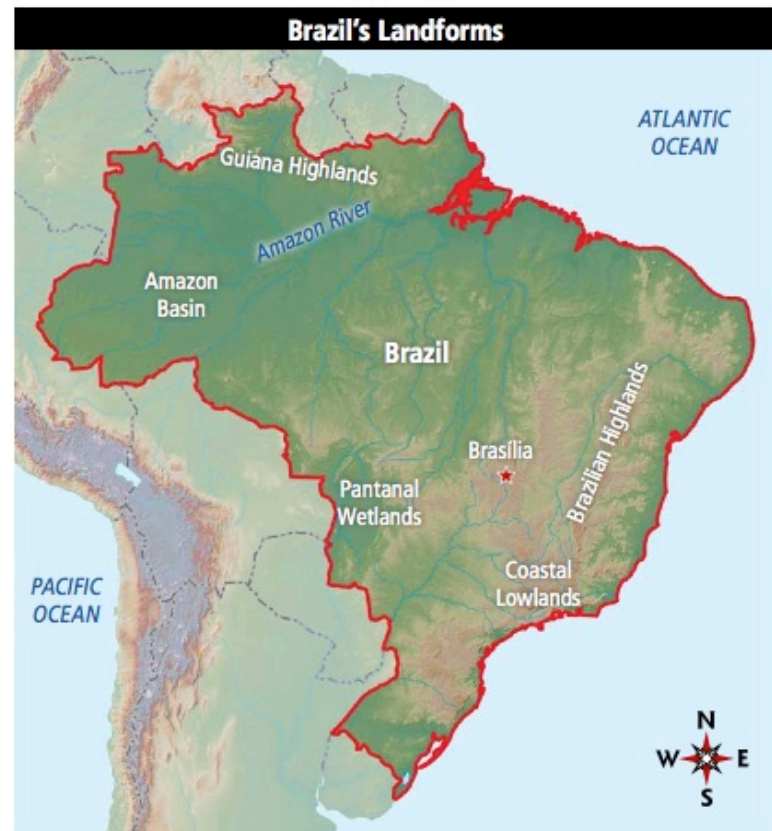 Brazil's Landforms
ATLANTIC
OCEAN
Guiana Highlands
Amazon River
Amazon
Basin
Brazil
Brazilian Highlands
Brasília
Pantanal
Wetlands
Coastal
Lowlands
PACIFIC
OCEAN
N
W E
S